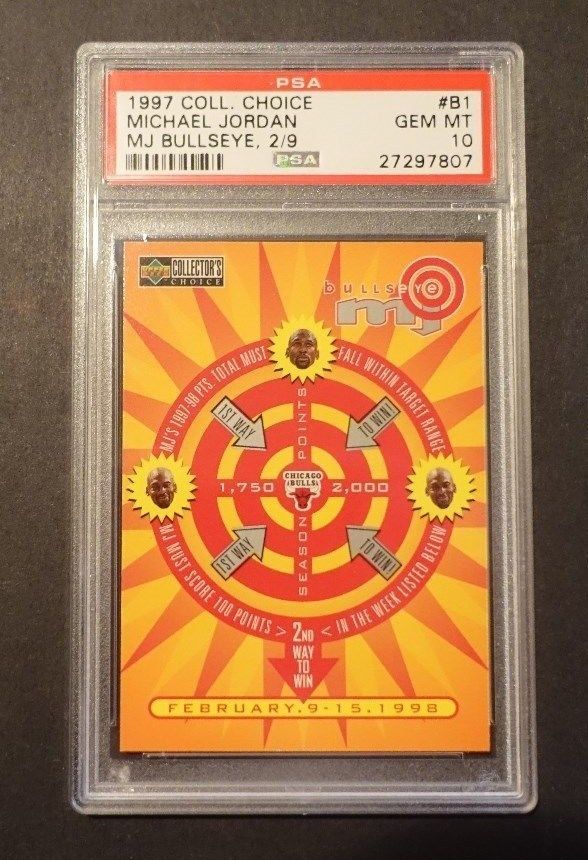 PSA
1997 COLL. CHOICE #B1
MICHAEL JORDAN GEM MT
MJ BULLSEYE, 2/9 10
PSA 27297807
UPPER DECK COLLECTOR'S CHOICE
bullseye
mj
MJ'S 1997-98 PTS. TOTAL MUST FALL WITHIN TARGET RANGE
1ST WAY TO WIN!
SEASON POINTS
1,750 2,000
CHICAGO
BULLS
1ST WAY TO WIN!
MJ MUST SCORE 100 POINTS > < IN THE WEEK LISTED BELOW
2ND
WAY
TO
WIN
FEBRUARY.9-15.1998